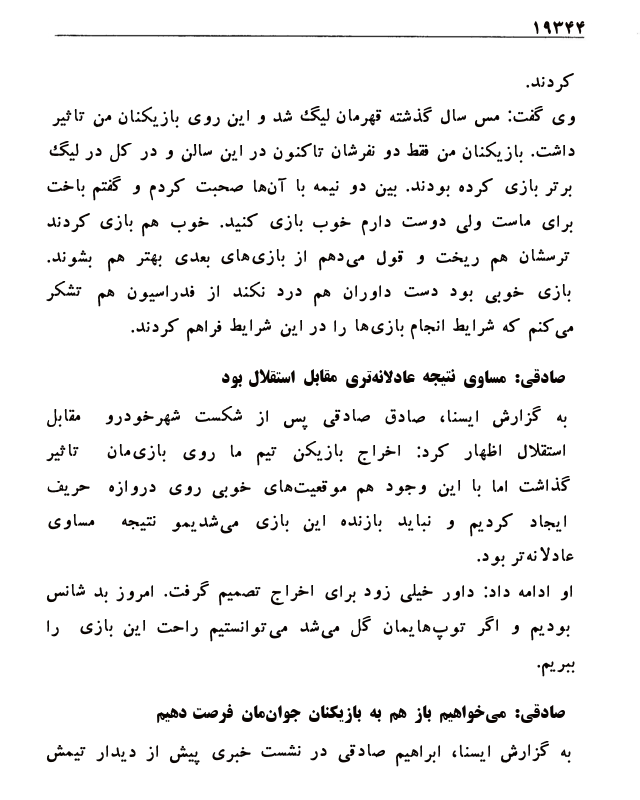 ۱۹۳۴۴
کردند.
وی گفت: مس سال گذشته قهرمان لیگ شد و این روی بازیکنان من تاثیر
داشت. بازیکنان من فقط دو نفرشان تاکنون در این سالن و در کل در لیگ
برتر بازی کرده بودند. بین دو نیمه با آن‌ها صحبت کردم و گفتم باخت
برای ماست ولی دوست دارم خوب بازی کنید. خوب هم بازی کردند
ترسشان هم ریخت و قول می‌دهم از بازی‌های بعدی بهتر هم بشوند.
بازی خوبی بود دست داوران هم درد نکند از فدراسیون هم تشکر
می‌کنم که شرایط انجام بازی‌ها را در این شرایط فراهم کردند.
صادقی: مساوی نتیجه عادلانه‌تری مقابل استقلال بود
به گزارش ایسنا، صادق صادقی پس از شکست شهرخودرو مقابل
استقلال اظهار کرد: اخراج بازیکن تیم ما روی بازی‌مان تاثیر
گذاشت اما با این وجود هم موقعیت‌های خوبی روی دروازه حریف
ایجاد کردیم و نباید بازنده این بازی می‌شدیمو نتیجه مساوی
عادلانه‌تر بود.
او ادامه داد: داور خیلی زود برای اخراج تصمیم گرفت. امروز بد شانس
بودیم و اگر توپ‌هایمان گل می‌شد می‌توانستیم راحت این بازی را
ببریم.
صادقی: می‌خواهیم باز هم به بازیکنان جوان‌مان فرصت دهیم
به گزارش ایسنا، ابراهیم صادقی در نشست خبری پیش از دیدار تیمش